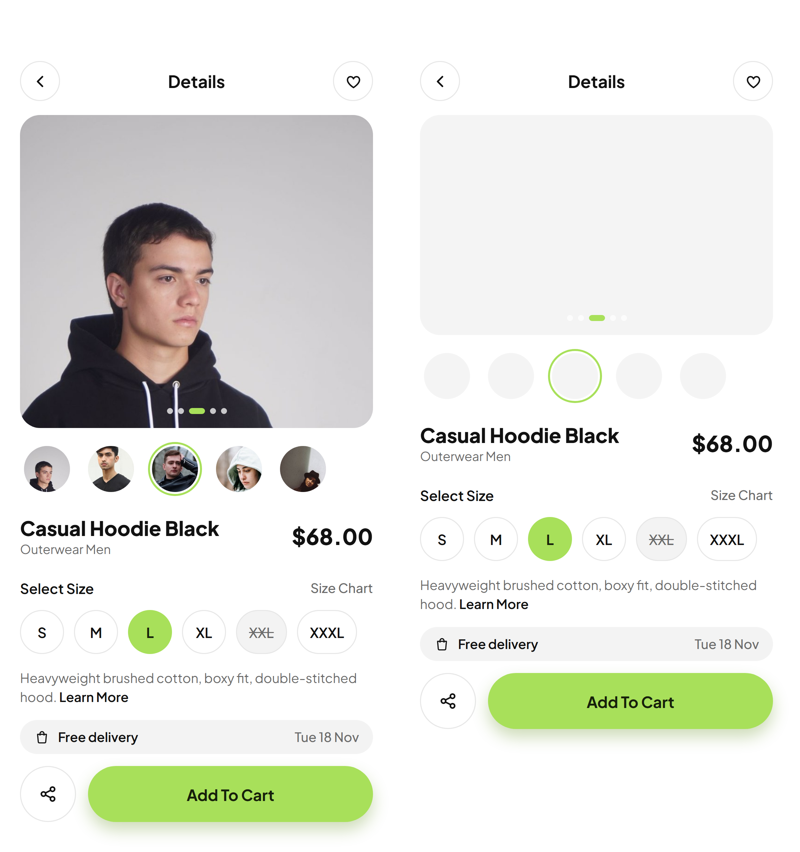 Details
Casual Hoodie Black
$68.00
Outerwear Men
Select Size
Size Chart
S M L XL XXL XXXL
Heavyweight brushed cotton, boxy fit, double-stitched
hood. Learn More
Free delivery
Tue 18 Nov
Add To Cart
Details
Casual Hoodie Black
$68.00
Outerwear Men
Select Size
Size Chart
S M L XL XXL XXXL
Heavyweight brushed cotton, boxy fit, double-stitched
hood. Learn More
Free delivery
Tue 18 Nov
Add To Cart